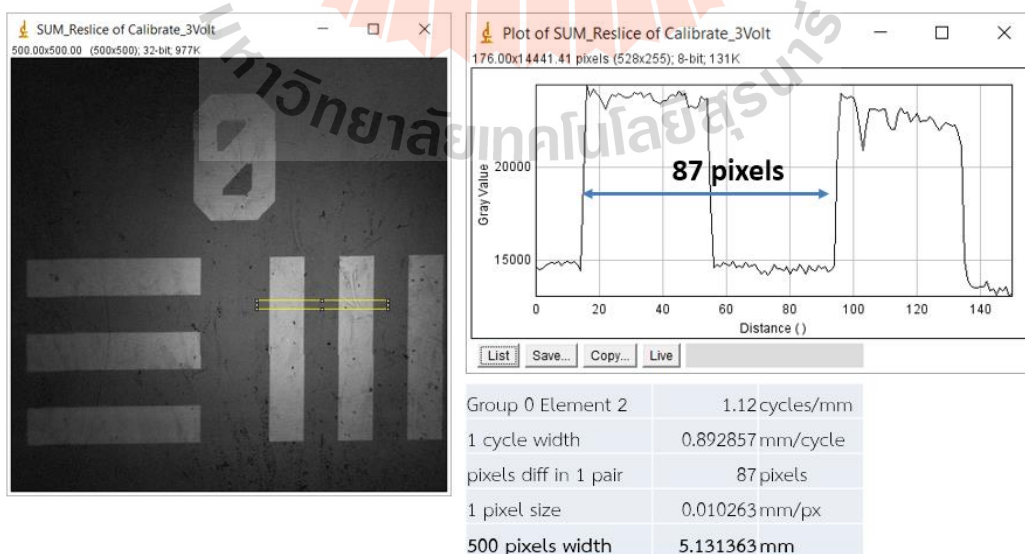 SUM_Reslice of Calibrate_3Volt
500.00x500.00 (500x500); 32-bit; 977K
0
Plot of SUM_Reslice of Calibrate_3Volt
176.00x14441.41 pixels (528x255); 8-bit; 131K
20000
15000
Gray Value
87 pixels
0 20 40 60 80 100 120 140
Distance ( )
List Save... Copy... Live
Group 0 Element 2 1.12 cycles/mm
1 cycle width 0.892857 mm/cycle
pixels diff in 1 pair 87 pixels
1 pixel size 0.010263 mm/px
500 pixels width 5.131363 mm
มหาวิทยาลัยเทคโนโลยีสุรนารี